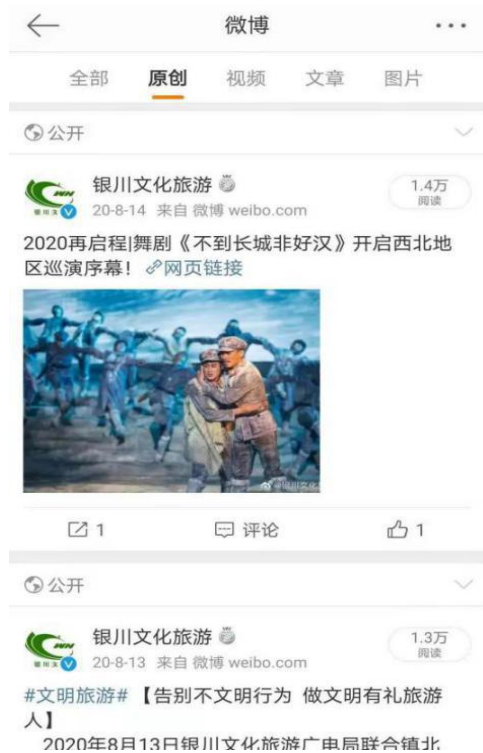 微博
全部 原创 视频 文章 图片
公开
银川文化旅游
1.4万
阅读
20-8-14 来自 微博 weibo.com
2020再启程|舞剧《不到长城非好汉》开启西北地
区巡演序幕! 网页链接
1 评论 1
公开
银川文化旅游
1.3万
阅读
20-8-13 来自 微博 weibo.com
#文明旅游# 【告别不文明行为 做文明有礼旅游
人】
2020年8月13日银川文化旅游广电局联合镇北